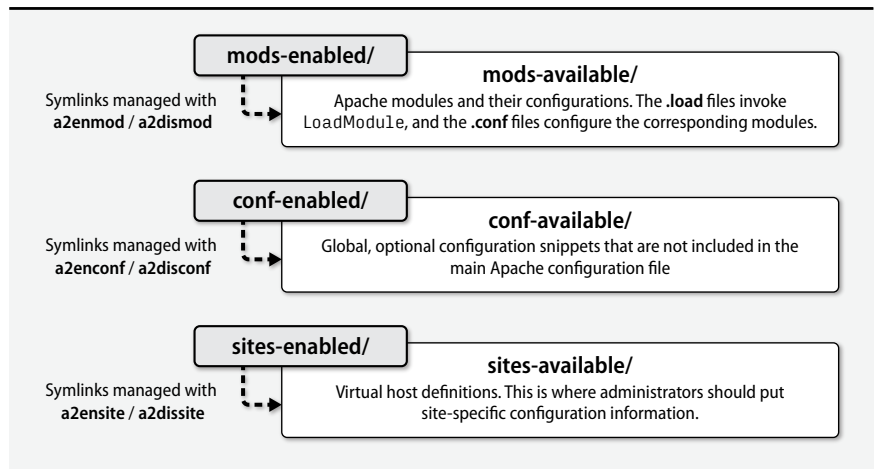 mods-enabled/
mods-available/
Symlinks managed with
a2enmod / a2dismod
Apache modules and their configurations. The .load files invoke
LoadModule, and the .conf files configure the corresponding modules.
conf-enabled/
conf-available/
Symlinks managed with
a2enconf / a2disconf
Global, optional configuration snippets that are not included in the
main Apache configuration file
sites-enabled/
sites-available/
Symlinks managed with
a2ensite / a2dissite
Virtual host definitions. This is where administrators should put
site-specific configuration information.